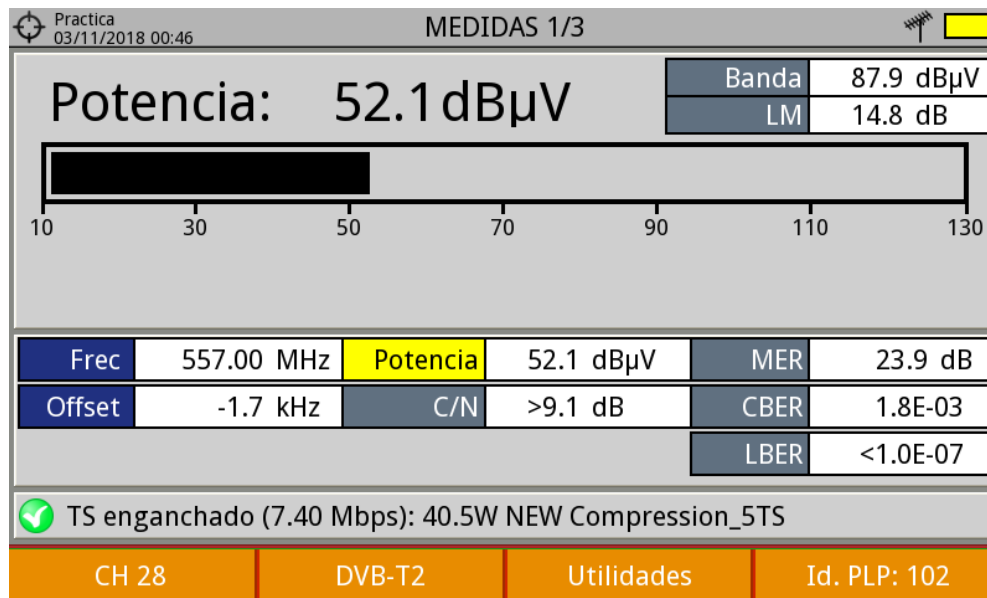 Practica
03/11/2018 00:46
MEDIDAS 1/3
Potencia: 52.1 dBµV
Banda 87.9 dBµV
LM 14.8 dB
10 30 50 70 90 110 130
Frec 557.00 MHz Potencia 52.1 dBµV MER 23.9 dB
Offset -1.7 kHz C/N >9.1 dB CBER 1.8E-03
LBER <1.0E-07
TS enganchado (7.40 Mbps): 40.5W NEW Compression_5TS
CH 28 DVB-T2 Utilidades Id. PLP: 102